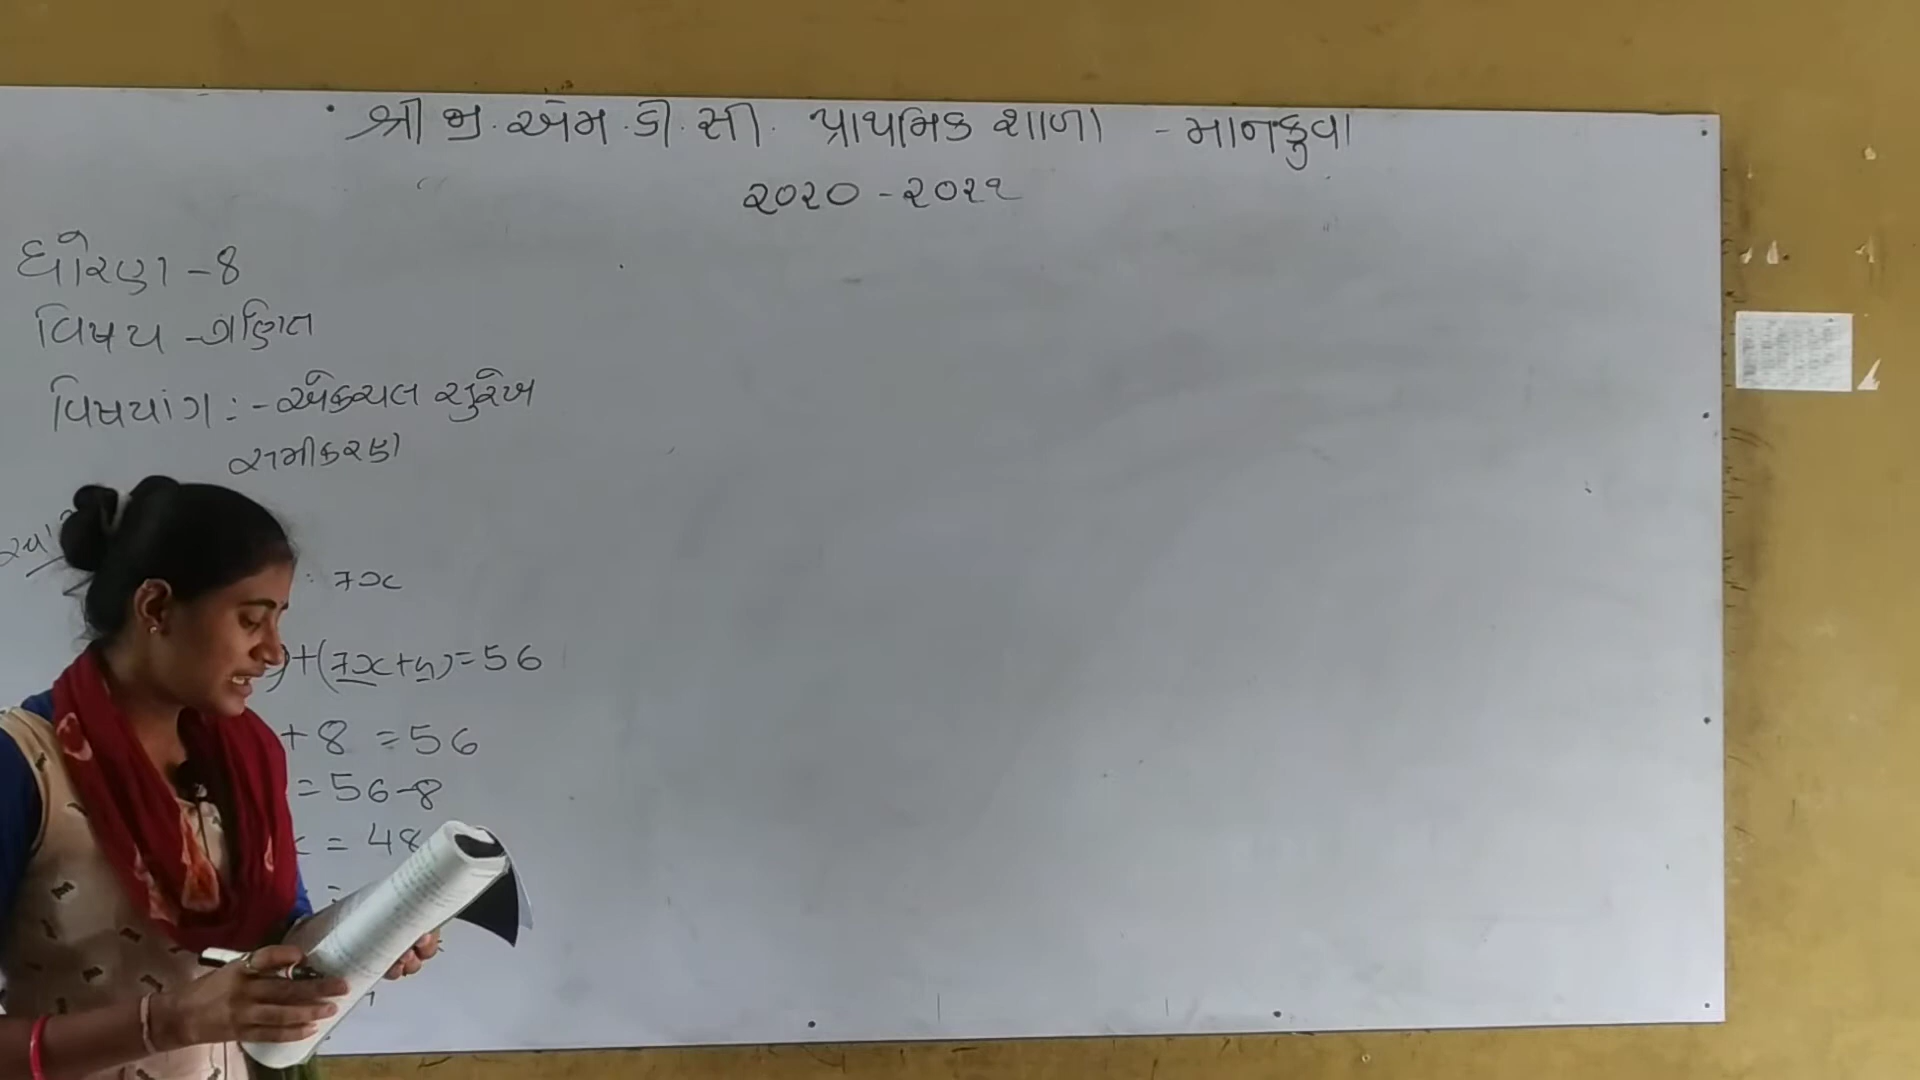 શ્રી જી. એમ. ડી. સી. પ્રાથમિક શાળા - માનકુવા
૨૦૨૦ - ૨૦૨૧
ધોરણ - 8
વિષય - ગણિત
વિષયાંગ :- એકચલ સુરેખ
સમીકરણ
7x
) + (7x + 5) = 56
+ 8 = 56
= 56 - 8
= 48